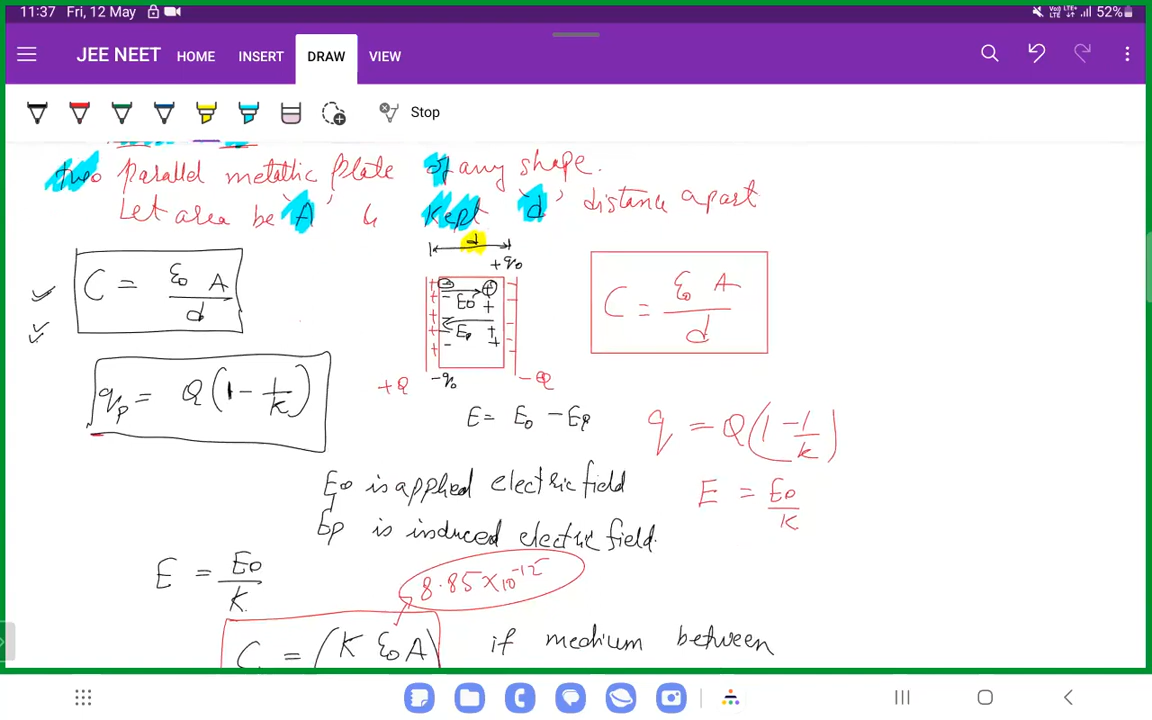 11:37 Fri, 12 May 52%
JEE NEET HOME INSERT DRAW VIEW
Stop
two parallel metallic plate of any shape.
Let area be 'A' & kept 'd' distance apart
d
+q₀
C = ε₀ A / d
E₀
Ep
C = ε₀ A / d
+Q -q₀ -Q
qp = Q(1 - 1/k)
E = E₀ - Ep
q = Q(1 - 1/k)
E₀ is applied electric field
E = E₀/K
Ep is induced electric field.
E = E₀/K
8.85×10⁻¹²
C = (K ε₀ A) if medium between